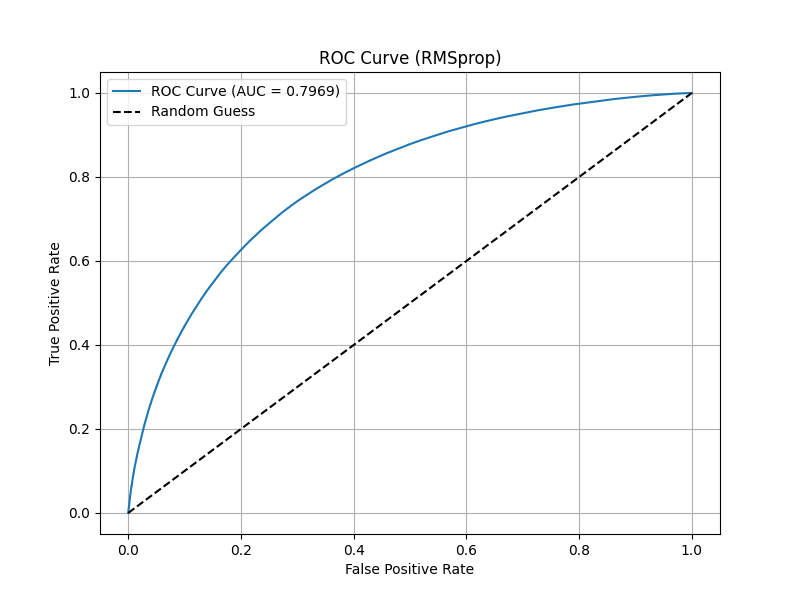 ROC Curve (RMSprop)
ROC Curve (AUC = 0.7969)
Random Guess
True Positive Rate
1.0
0.8
0.6
0.4
0.2
0.0
0.0 0.2 0.4 0.6 0.8 1.0
False Positive Rate